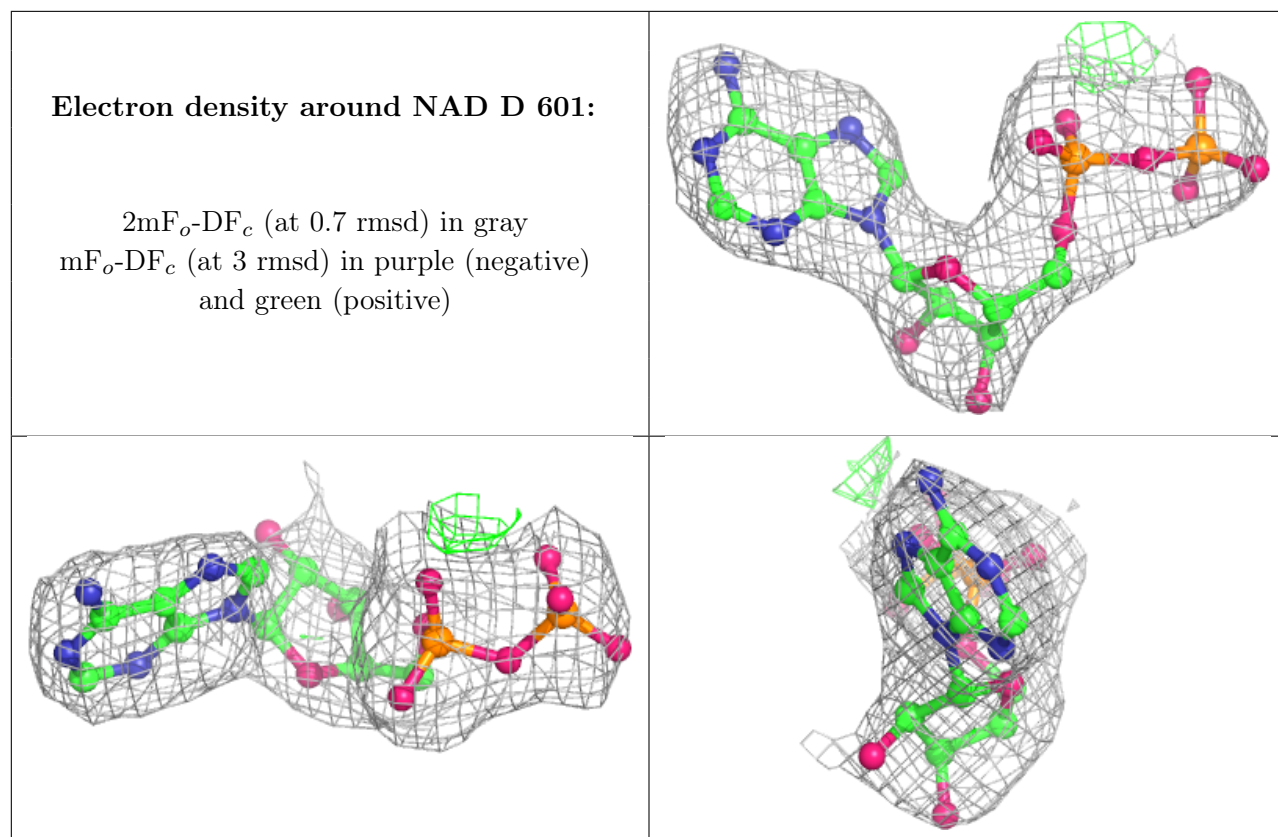 Electron density around NAD D 601:
2mFo-DFc (at 0.7 rmsd) in gray
mFo-DFc (at 3 rmsd) in purple (negative)
and green (positive)